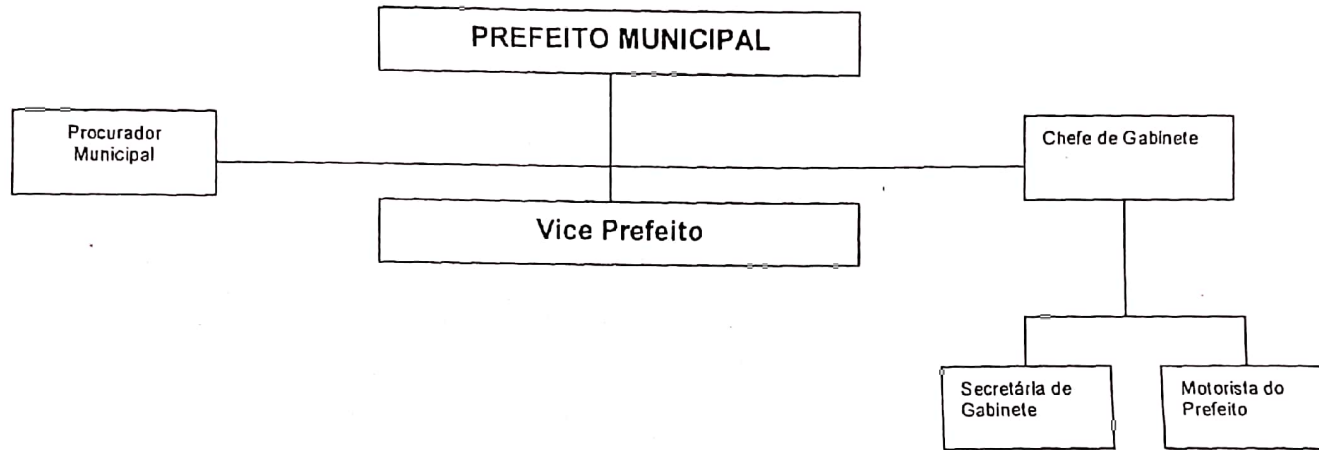 PREFEITO MUNICIPAL
Procurador
Municipal
Chefe de Gabinete
Vice Prefeito
Secretária de
Gabinete
Motorista do
Prefeito